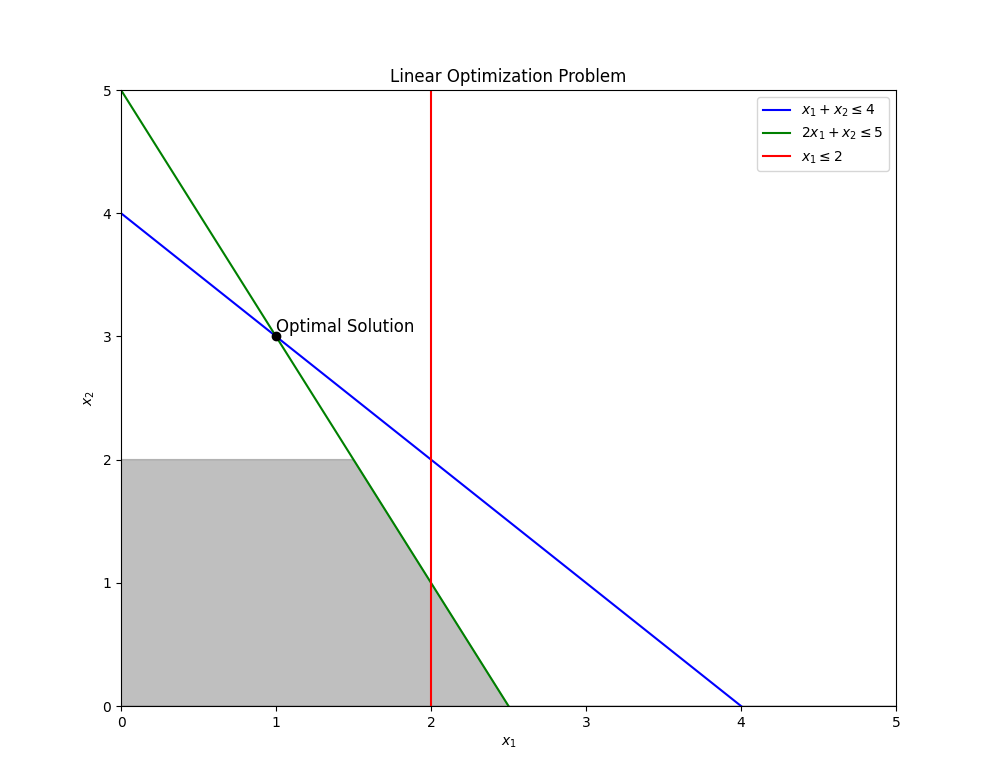 Linear Optimization Problem
x₁ + x₂ ≤ 4
2x₁ + x₂ ≤ 5
x₁ ≤ 2
5
4
3
2
1
0
x₂
Optimal Solution
0 1 2 3 4 5
x₁